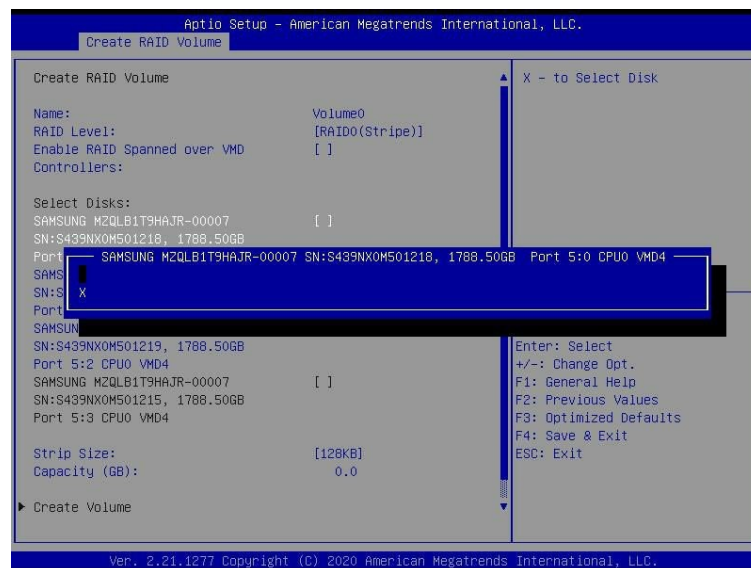 Aptio Setup – American Megatrends International, LLC.
Create RAID Volume
Create RAID Volume
Name: Volume0
RAID Level: [RAID0(Stripe)]
Enable RAID Spanned over VMD [ ]
Controllers:
Select Disks:
SAMSUNG MZQLB1T9HAJR-00007 [ ]
SN:S439NX0M501218, 1788.50GB
Port
SAMSUNG MZQLB1T9HAJR-00007 SN:S439NX0M501218, 1788.50GB Port 5:0 CPU0 VMD4
X
SAMS
SN:S
Port
SAMSUN
SN:S439NX0M501219, 1788.50GB
Port 5:2 CPU0 VMD4
SAMSUNG MZQLB1T9HAJR-00007 [ ]
SN:S439NX0M501215, 1788.50GB
Port 5:3 CPU0 VMD4
Strip Size: [128KB]
Capacity (GB): 0.0
Create Volume
X – to Select Disk
Enter: Select
+/-: Change Opt.
F1: General Help
F2: Previous Values
F3: Optimized Defaults
F4: Save & Exit
ESC: Exit
Ver. 2.21.1277 Copyright (C) 2020 American Megatrends International, LLC.